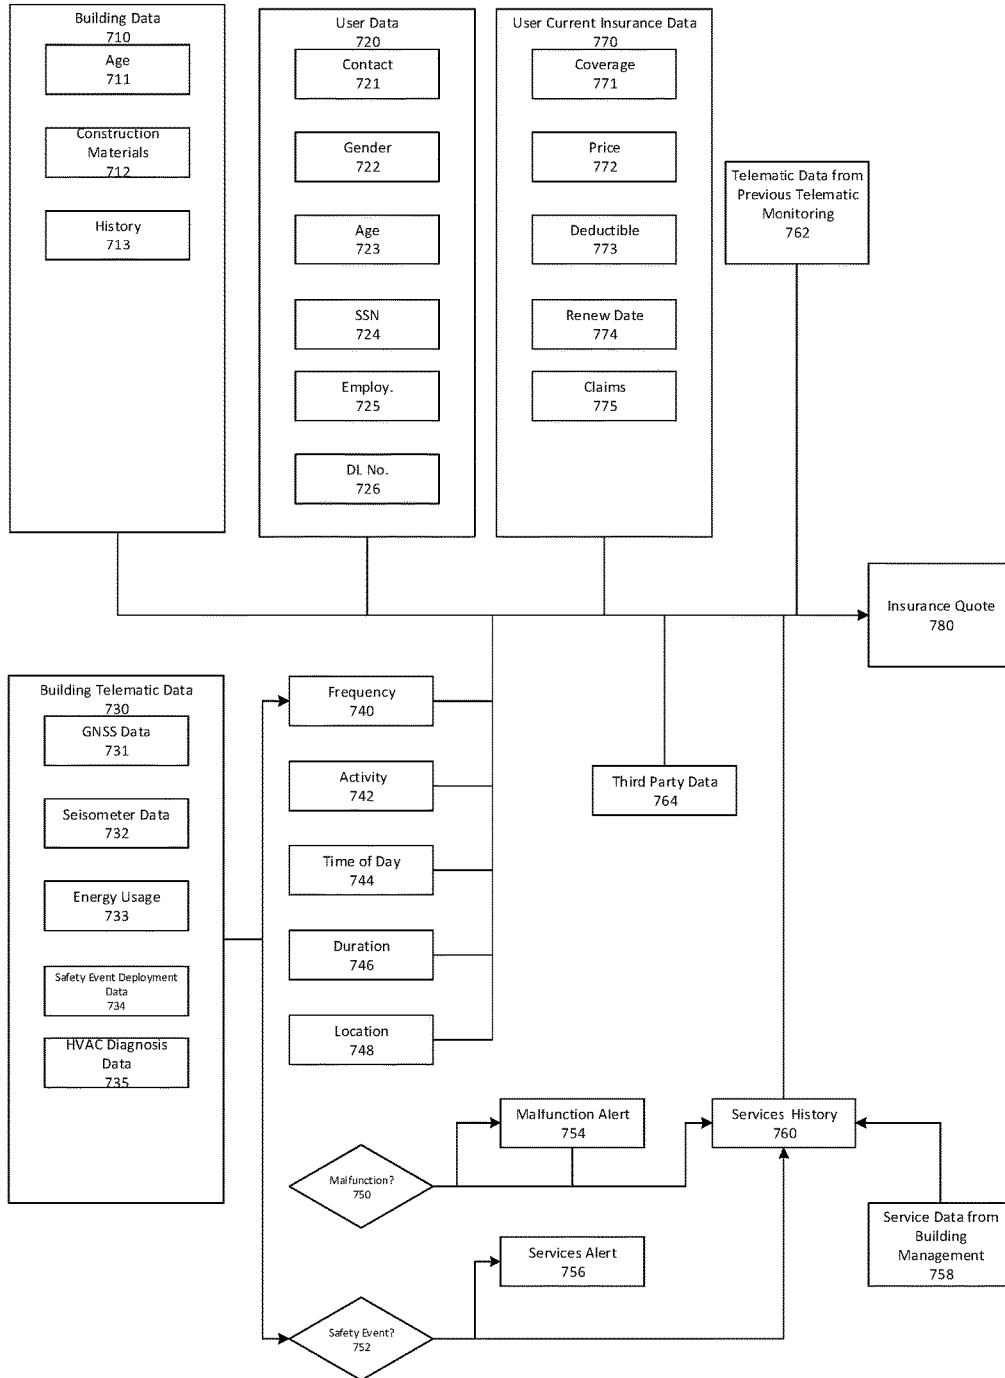 Building Data
710
Age
711
Construction
Materials
712
History
713
User Data
720
Contact
721
Gender
722
Age
723
SSN
724
Employ.
725
DL No.
726
User Current Insurance Data
770
Coverage
771
Price
772
Deductible
773
Renew Date
774
Claims
775
Telematic Data from
Previous Telematic
Monitoring
762
Insurance Quote
780
Building Telematic Data
730
GNSS Data
731
Seisometer Data
732
Energy Usage
733
Safety Event Deployment
Data
734
HVAC Diagnosis
Data
735
Frequency
740
Activity
742
Time of Day
744
Duration
746
Location
748
Third Party Data
764
Malfunction?
750
Malfunction Alert
754
Services History
760
Safety Event?
752
Services Alert
756
Service Data from
Building
Management
758